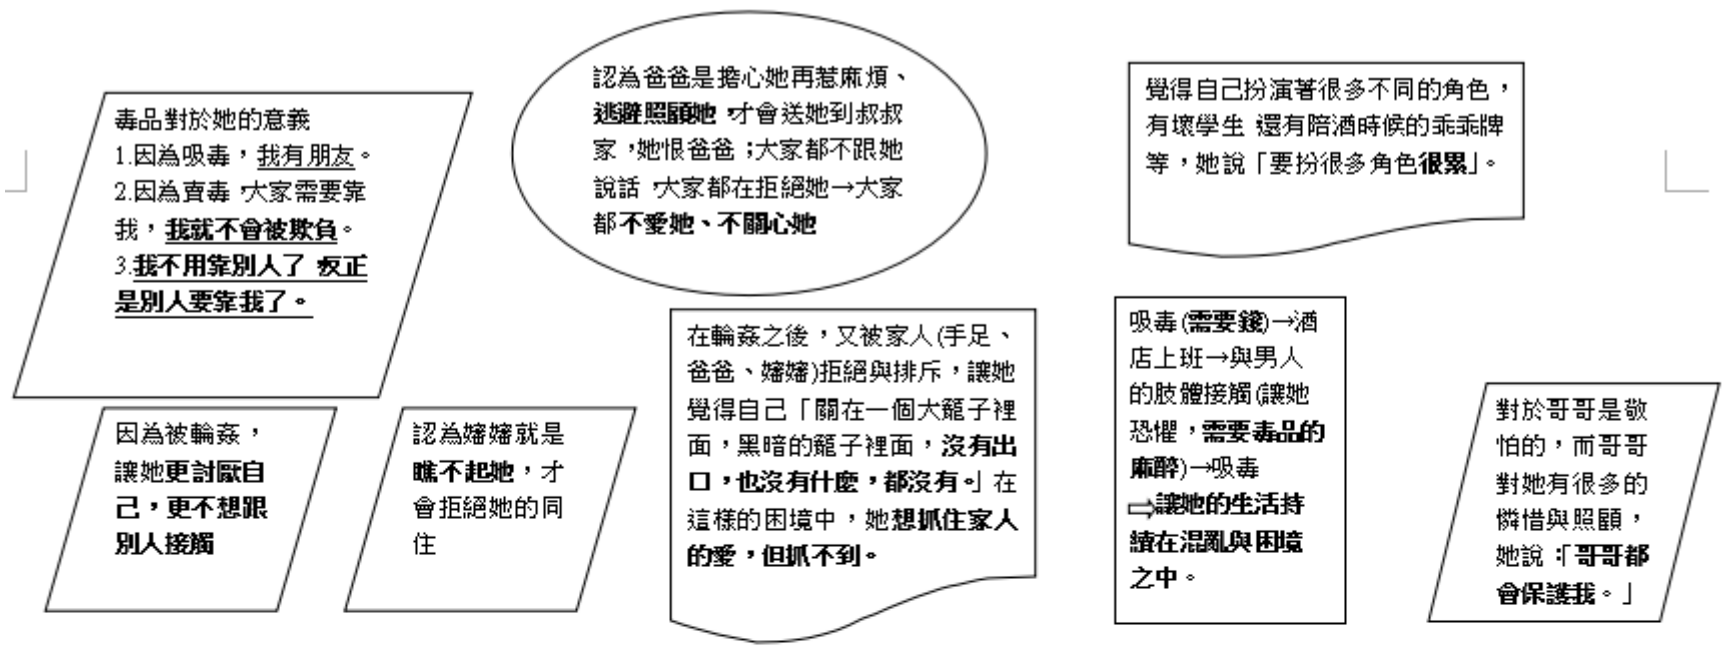 毒品對於她的意義
1.因為吸毒，我有朋友。
2.因為賣毒，大家需要靠
我，我就不會被欺負。
3.我不用靠別人了，反正
是別人要靠我了。
認為爸爸是擔心她再惹麻煩、
逃避照顧她，才會送她到叔叔
家，她恨爸爸；大家都不跟她
說話，大家都在拒絕她→大家
都不愛她、不關心她
覺得自己扮演著很多不同的角色，
有壞學生，還有陪酒時候的乖乖牌
等，她說「要扮很多角色很累」。
因為被輪姦，
讓她更討厭自
己，更不想跟
別人接觸
認為嬸嬸就是
瞧不起她，才
會拒絕她的同
住
在輪姦之後，又被家人(手足、
爸爸、嬸嬸)拒絕與排斥，讓她
覺得自己「關在一個大籠子裡
面，黑暗的籠子裡面，沒有出
口，也沒有什麼，都沒有。」在
這樣的困境中，她想抓住家人
的愛，但抓不到。
吸毒(需要錢)→酒
店上班→與男人
的肢體接觸(讓她
恐懼，需要毒品的
麻醉)→吸毒
⇨讓她的生活持
續在混亂與困境
之中。
對於哥哥是敬
怕的，而哥哥
對她有很多的
憐惜與照顧，
她說：「哥哥都
會保護我。」